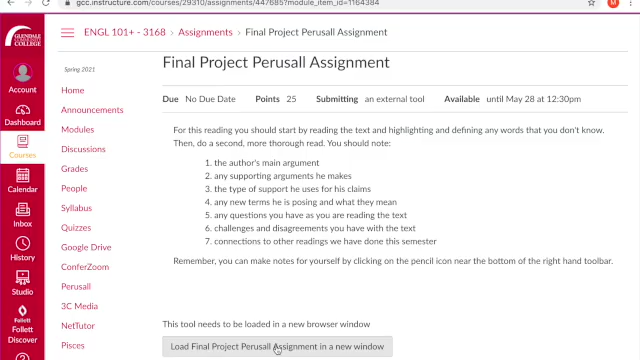 gcc.instructure.com/courses/29310/assignments/447685?module_item_id=1164384
M
GLENDALE
COLLEGE
ENGL 101+ - 3168 › Assignments › Final Project Perusall Assignment
Spring 2021
Account
Dashboard
Courses
Calendar
Inbox
History
Studio
Follett
Follett
Discover
Home
Announcements
Modules
Discussions
Grades
People
Syllabus
Quizzes
Google Drive
ConferZoom
Perusall
3C Media
NetTutor
Pisces
Final Project Perusall Assignment
Due No Due Date Points 25 Submitting an external tool Available until May 28 at 12:30pm
For this reading you should start by reading the text and highlighting and defining any words that you don't know.
Then, do a second, more thorough read. You should note:
1. the author's main argument
2. any supporting arguments he makes
3. the type of support he uses for his claims
4. any new terms he is posing and what they mean
5. any questions you have as you are reading the text
6. challenges and disagreements you have with the text
7. connections to other readings we have done this semester
Remember, you can make notes for yourself by clicking on the pencil icon near the bottom of the right hand toolbar.
This tool needs to be loaded in a new browser window
Load Final Project Perusall Assignment in a new window